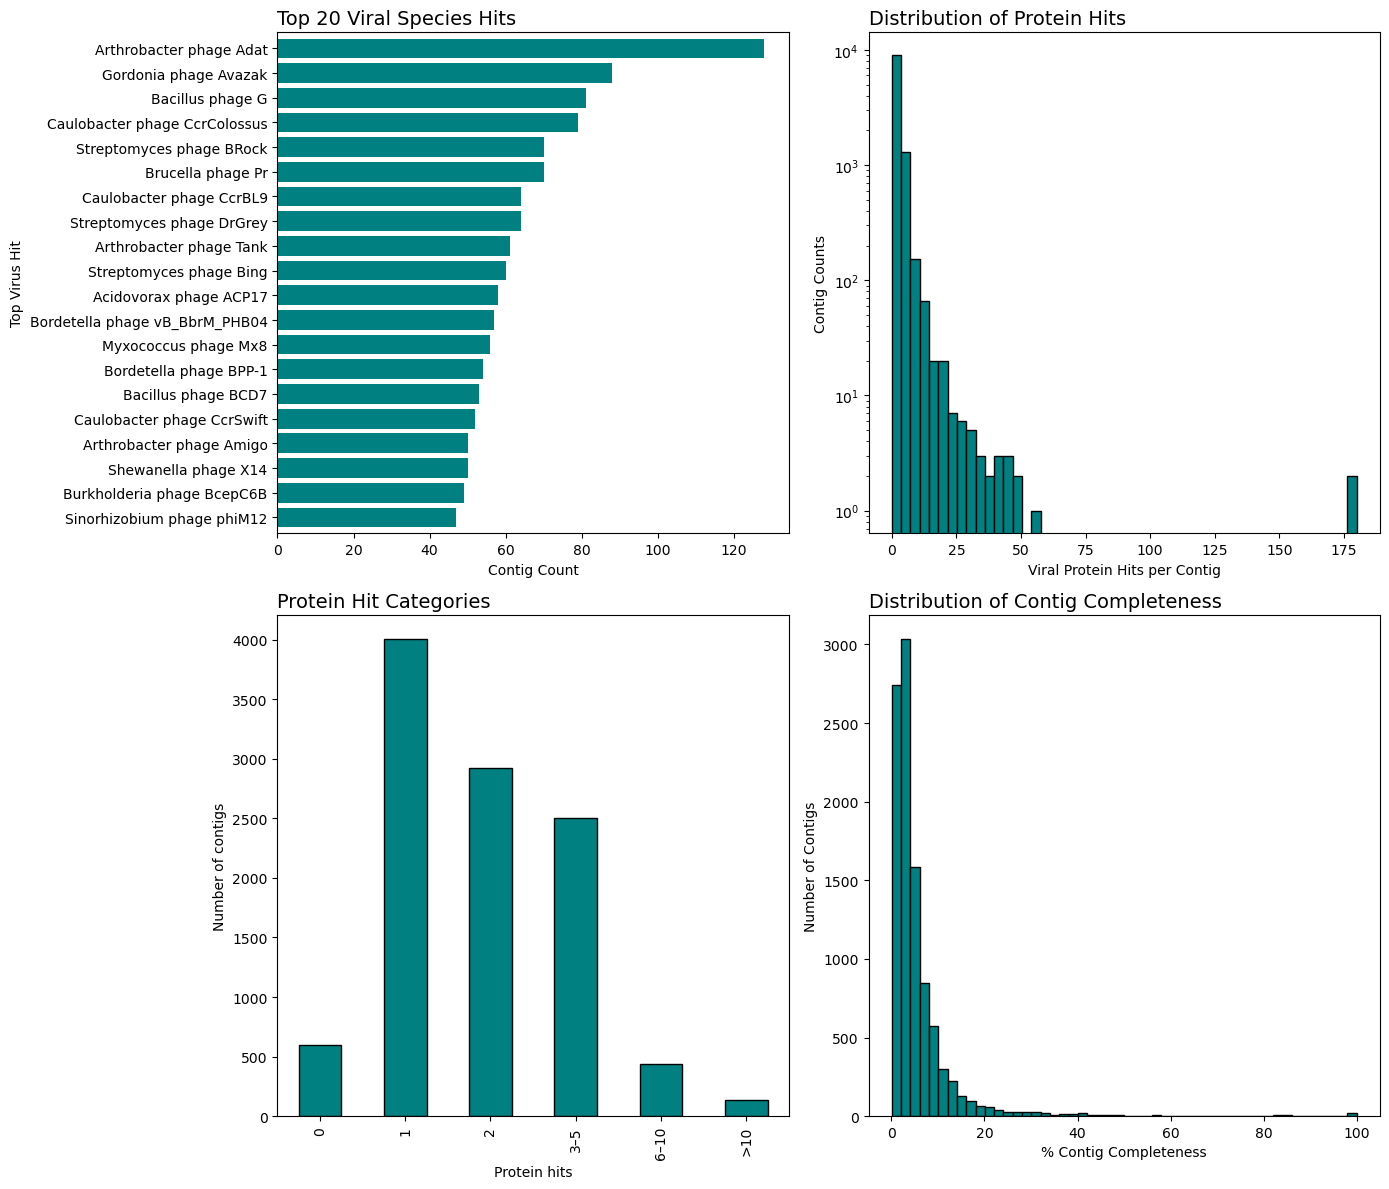 Top 20 Viral Species Hits
Top Virus Hit
Arthrobacter phage Adat
Gordonia phage Avazak
Bacillus phage G
Caulobacter phage CcrColossus
Streptomyces phage BRock
Brucella phage Pr
Caulobacter phage CcrBL9
Streptomyces phage DrGrey
Arthrobacter phage Tank
Streptomyces phage Bing
Acidovorax phage ACP17
Bordetella phage vB_BbrM_PHB04
Myxococcus phage Mx8
Bordetella phage BPP-1
Bacillus phage BCD7
Caulobacter phage CcrSwift
Arthrobacter phage Amigo
Shewanella phage X14
Burkholderia phage BcepC6B
Sinorhizobium phage phiM12
0 20 40 60 80 100 120
Contig Count
Distribution of Protein Hits
Contig Counts
10⁴
10³
10²
10¹
10⁰
0 25 50 75 100 125 150 175
Viral Protein Hits per Contig
Protein Hit Categories
Number of contigs
4000
3500
3000
2500
2000
1500
1000
500
0
0 1 2 3–5 6–10 >10
Protein hits
Distribution of Contig Completeness
Number of Contigs
3000
2500
2000
1500
1000
500
0
0 20 40 60 80 100
% Contig Completeness